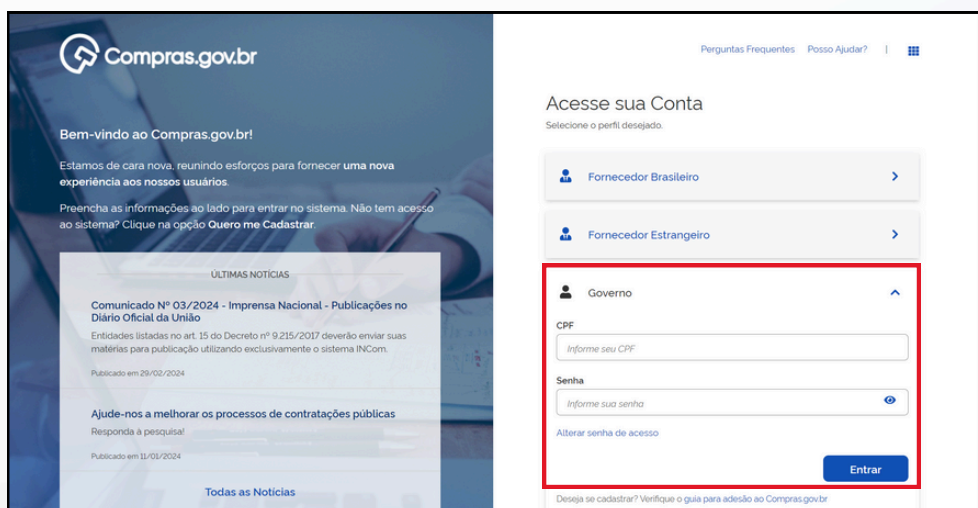 Compras.gov.br
Bem-vindo ao Compras.gov.br!
Estamos de cara nova, reunindo esforços para fornecer uma nova
experiência aos nossos usuários.
Preencha as informações ao lado para entrar no sistema. Não tem acesso
ao sistema? Clique na opção Quero me Cadastrar.
ÚLTIMAS NOTÍCIAS
Comunicado Nº 03/2024 - Imprensa Nacional - Publicações no
Diário Oficial da União
Entidades listadas no art. 15 do Decreto nº 9.215/2017 deverão enviar suas
matérias para publicação utilizando exclusivamente o sistema INCom.
Publicado em 29/02/2024
Ajude-nos a melhorar os processos de contratações públicas
Responda à pesquisa!
Publicado em 11/01/2024
Todas as Notícias
Perguntas Frequentes Posso Ajudar? |
Acesse sua Conta
Selecione o perfil desejado.
Fornecedor Brasileiro
Fornecedor Estrangeiro
Governo
CPF
Informe seu CPF
Senha
Informe sua senha
Alterar senha de acesso
Entrar
Deseja se cadastrar? Verifique o guia para adesão ao Compras.gov.br